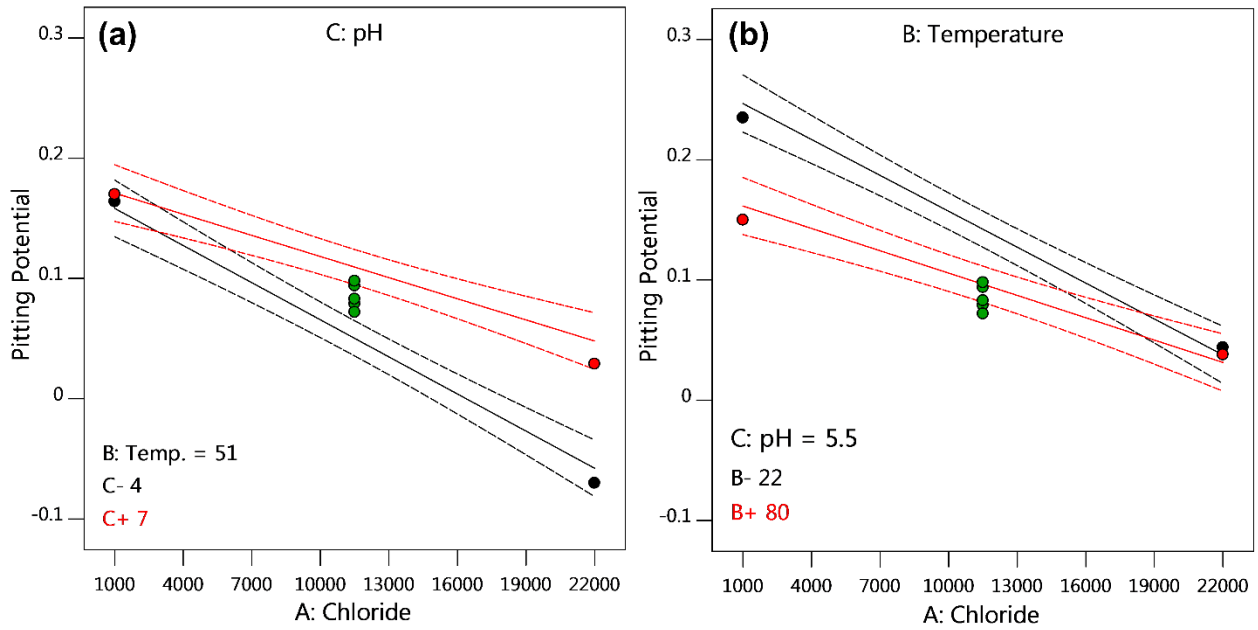 (a)
C: pH
0.3
0.2
0.1
0
-0.1
Pitting Potential
B: Temp. = 51
C- 4
C+ 7
1000 4000 7000 10000 13000 16000 19000 22000
A: Chloride
(b)
B: Temperature
0.3
0.2
0.1
0
-0.1
Pitting Potential
C: pH = 5.5
B- 22
B+ 80
1000 4000 7000 10000 13000 16000 19000 22000
A: Chloride